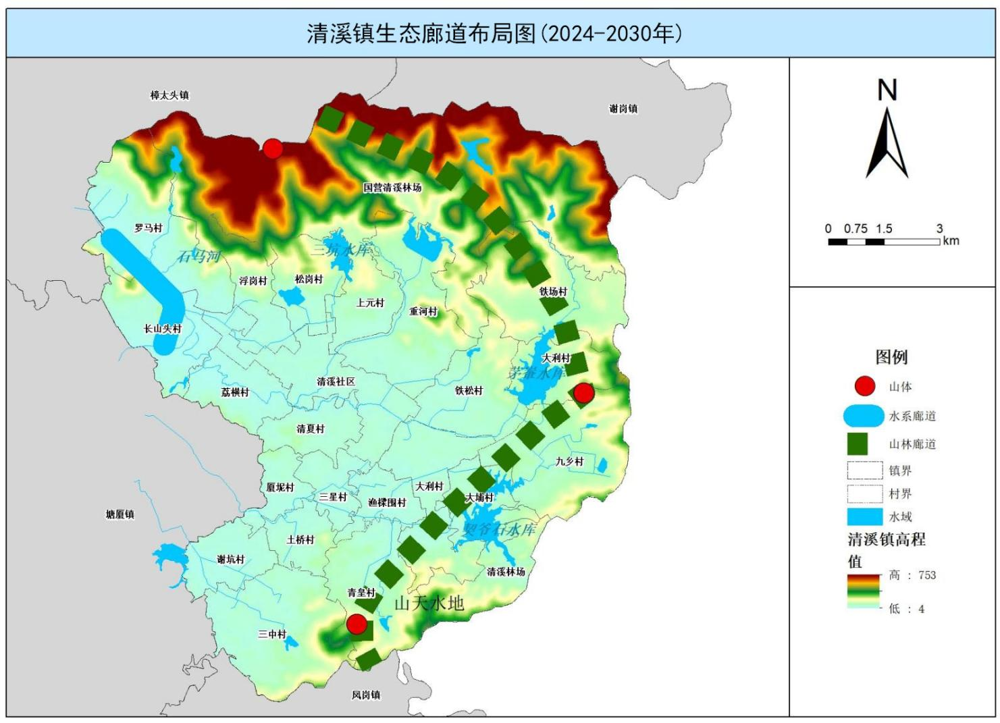 清溪镇生态廊道布局图(2024-2030年)
樟太头镇
谢岗镇
N
国营清溪林场
罗马村
0 0.75 1.5 3
km
石马河
三坑水库
浮岗村
松岗村
上元村
重河村
铁场村
长山头村
大利村
茅輋水库
清溪社区
荔横村
铁松村
清夏村
九乡村
厦坭村
三星村
渔樑围村
大利村
大埔村
塘厦镇
契爷石水库
土桥村
谢坑村
清溪林场
青皇村
山天水地
三中村
凤岗镇
图例
山体
水系廊道
山林廊道
镇界
村界
水域
清溪镇高程
值
高 : 753
低 : 4